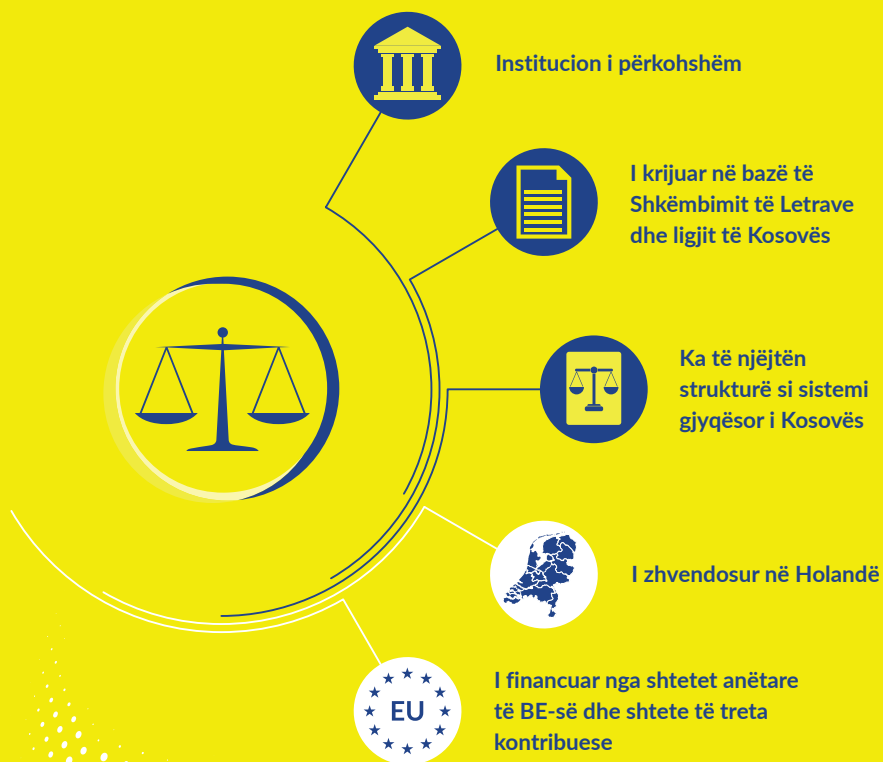 Institucion i përkohshëm
I krijuar në bazë të
Shkëmbimit të Letrave
dhe ligjit të Kosovës
Ka të njëjtën
strukturë si sistemi
gjyqësor i Kosovës
I zhvendosur në Holandë
EU
I financuar nga shtetet anëtare
të BE-së dhe shtete të treta
kontribuese